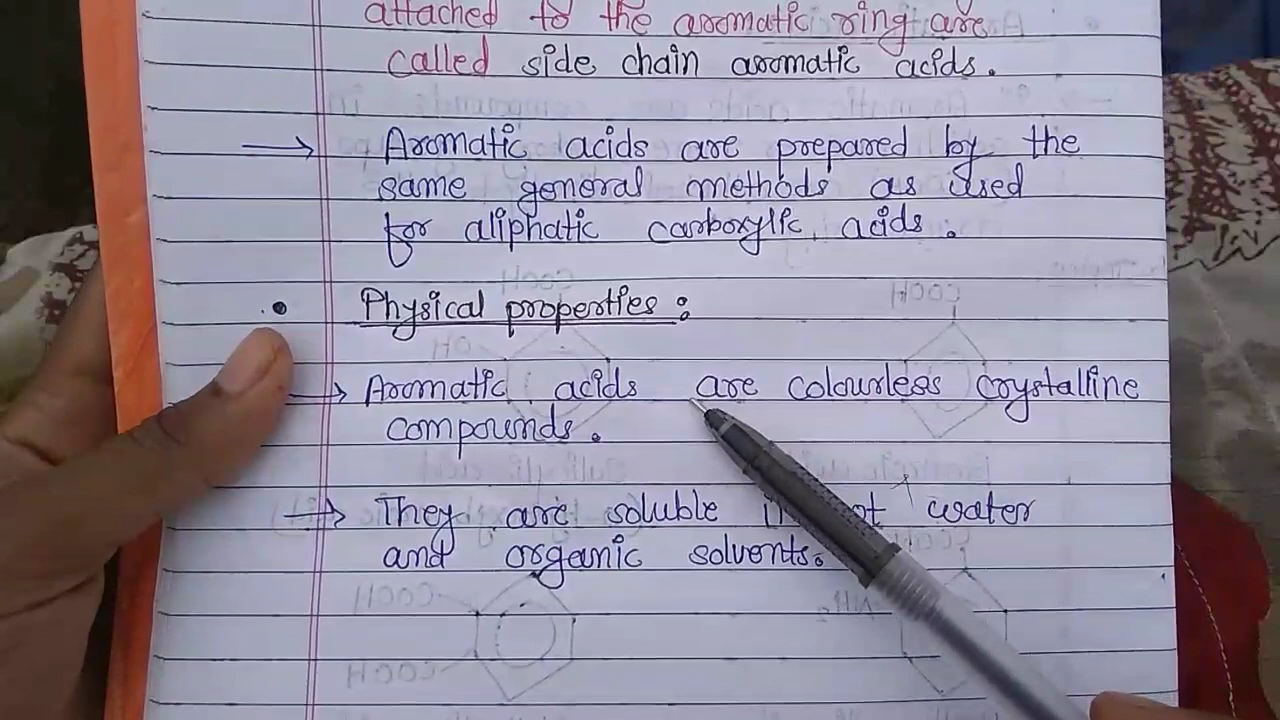 attached to the aromatic ring are
called side chain aromatic acids.
→ Aromatic acids are prepared by the
same general methods as used
for aliphatic carboxylic acids.
• Physical properties:
→ Aromatic acids are colourless crystalline
compounds.
→ They are soluble in hot water
and organic solvents.